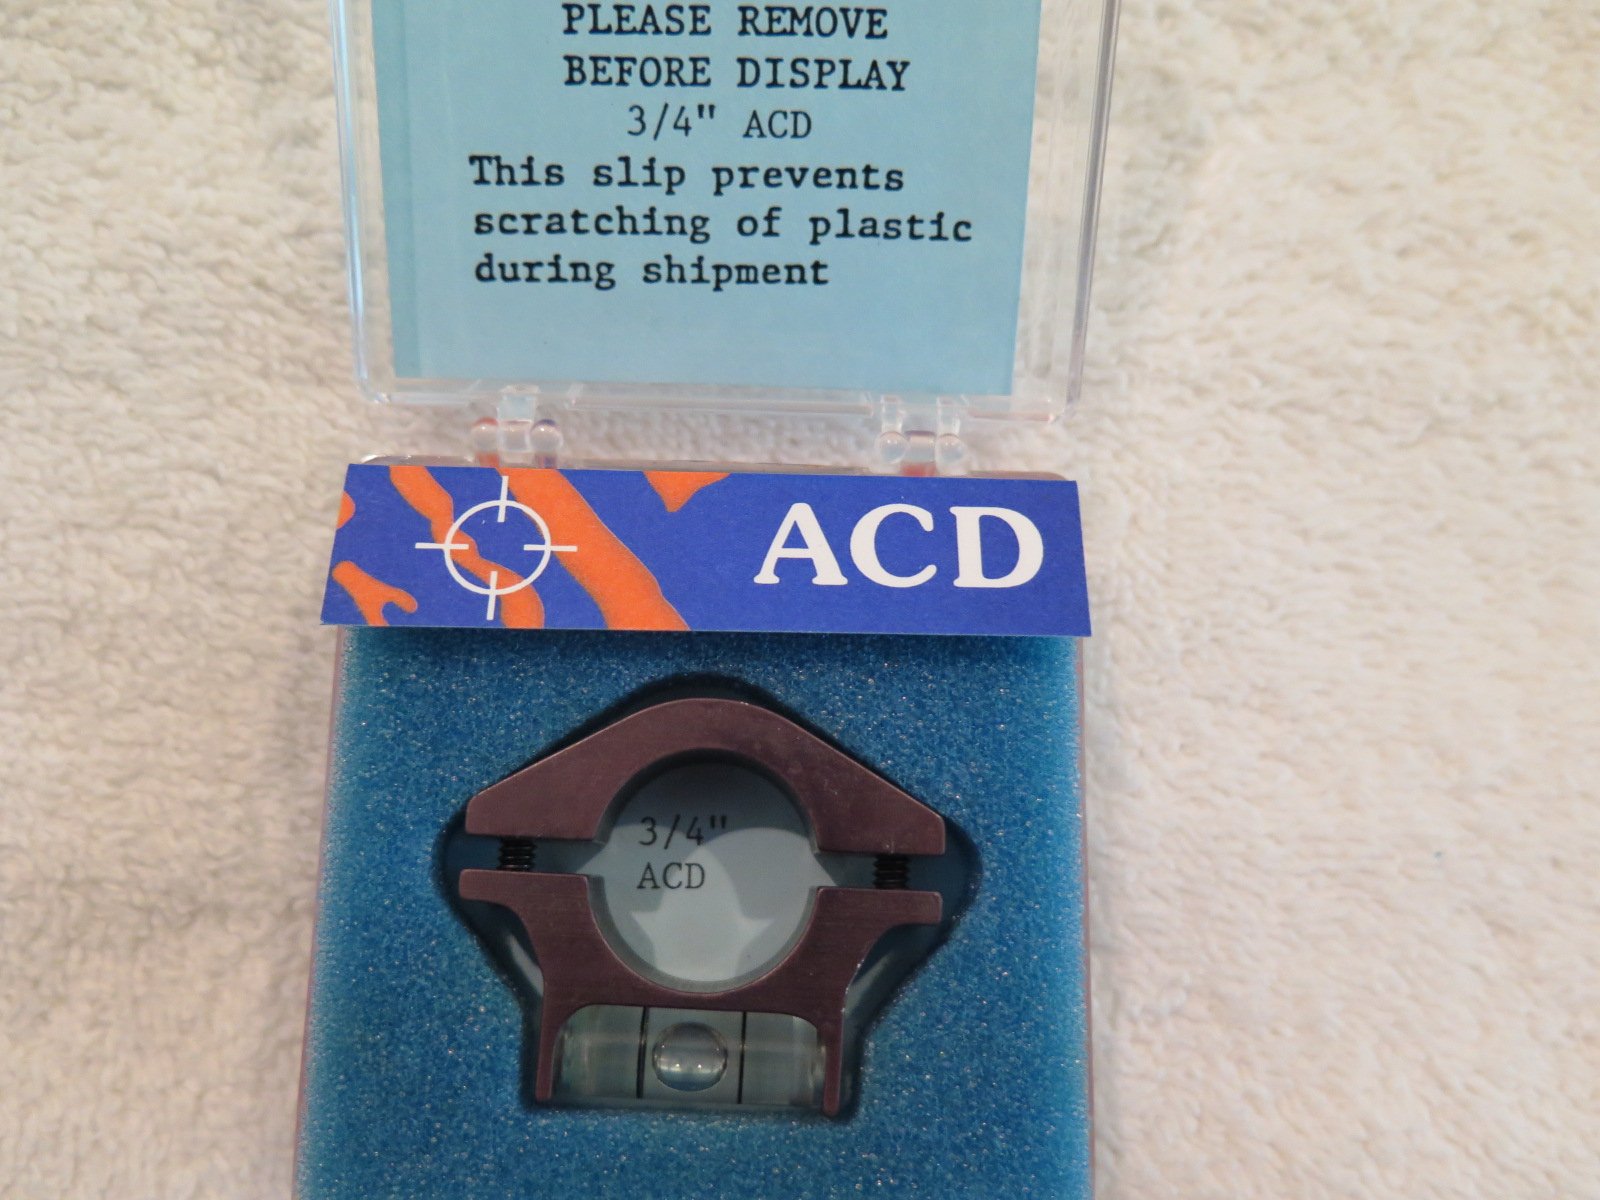 PLEASE REMOVE
BEFORE DISPLAY
3/4" ACD
This slip prevents
scratching of plastic
during shipment
ACD
3/4"
ACD